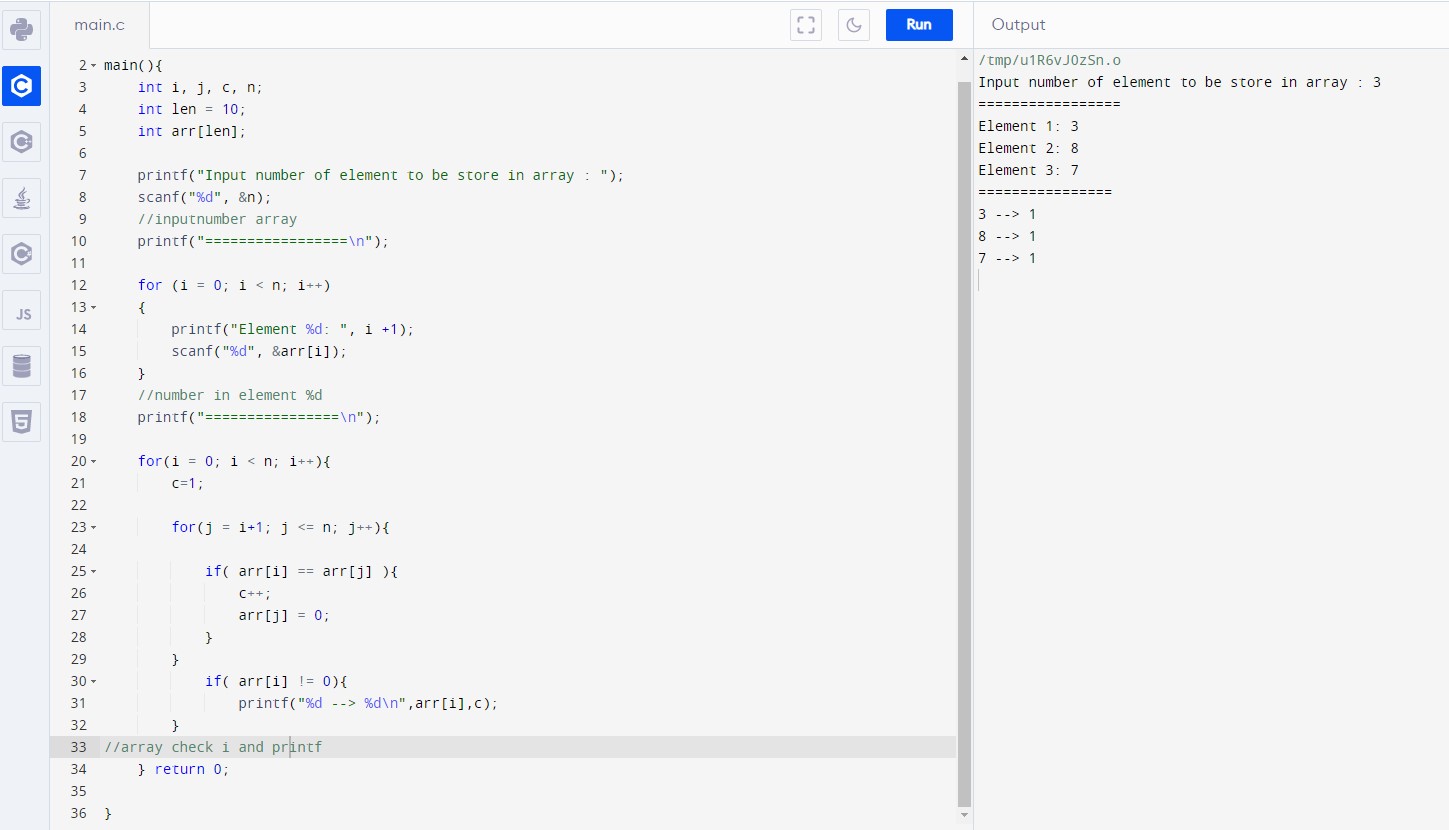 main.c
Run
Output
2 main(){
3     int i, j, c, n;
4     int len = 10;
5     int arr[len];
6
7     printf("Input number of element to be store in array : ");
8     scanf("%d", &n);
9     //inputnumber array
10    printf("=================\n");
11
12    for (i = 0; i < n; i++)
13    {
14        printf("Element %d: ", i +1);
15        scanf("%d", &arr[i]);
16    }
17    //number in element %d
18    printf("================\n");
19
20    for(i = 0; i < n; i++){
21        c=1;
22
23        for(j = i+1; j <= n; j++){
24
25            if( arr[i] == arr[j] ){
26                c++;
27                arr[j] = 0;
28            }
29        }
30            if( arr[i] != 0){
31                printf("%d --> %d\n",arr[i],c);
32        }
33 //array check i and printf
34    } return 0;
35
36 }
JS
/tmp/u1R6vJOzSn.o
Input number of element to be store in array : 3
=================
Element 1: 3
Element 2: 8
Element 3: 7
================
3 --> 1
8 --> 1
7 --> 1